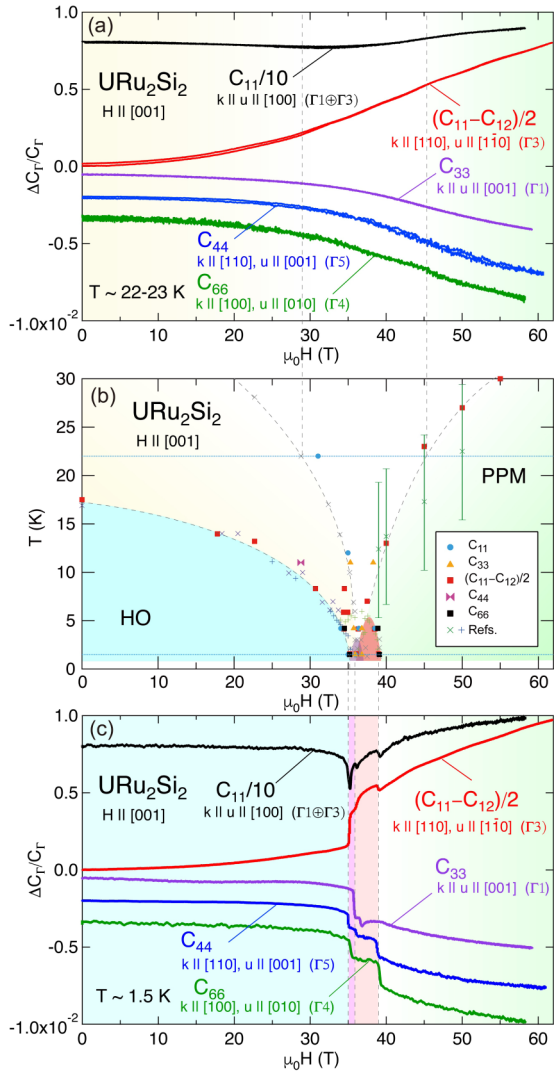 (a)
1.0
0.5
0.0
-0.5
-1.0x10⁻²
ΔC_Γ/C_Γ
URu₂Si₂
H || [001]
C₁₁/10
k || u || [100] (Γ1⊕Γ3)
(C₁₁−C₁₂)/2
k || [110], u || [11̄0] (Γ3)
C₃₃
k || u || [001] (Γ1)
C₄₄
k || [110], u || [001] (Γ5)
C₆₆
k || [100], u || [010] (Γ4)
T ~ 22-23 K
0 10 20 30 40 50 60
μ₀H (T)
(b)
30
25
20
15
10
5
0
T (K)
URu₂Si₂
H || [001]
PPM
HO
C₁₁
C₃₃
(C₁₁−C₁₂)/2
C₄₄
C₆₆
× + Refs.
0 10 20 30 40 50 60
μ₀H (T)
(c)
1.0
0.5
0.0
-0.5
-1.0x10⁻²
ΔC_Γ/C_Γ
URu₂Si₂
H || [001]
C₁₁/10
k || u || [100] (Γ1⊕Γ3)
(C₁₁−C₁₂)/2
k || [110], u || [11̄0] (Γ3)
C₃₃
k || u || [001] (Γ1)
C₄₄
k || [110], u || [001] (Γ5)
C₆₆
k || [100], u || [010] (Γ4)
T ~ 1.5 K
0 10 20 30 40 50 60
μ₀H (T)